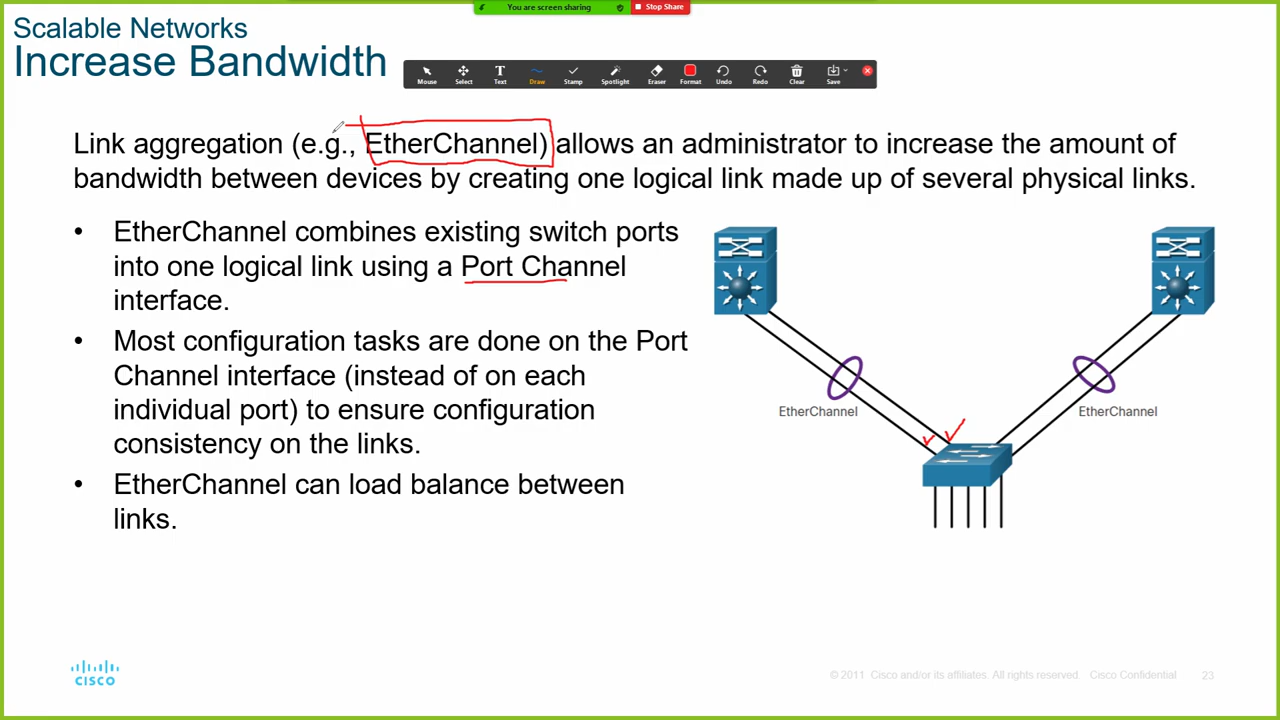 Scalable Networks
You are screen sharing
Stop Share
Increase Bandwidth
Mouse
Select
Text
Draw
Stamp
Spotlight
Eraser
Format
Undo
Redo
Clear
Save
Link aggregation (e.g., EtherChannel) allows an administrator to increase the amount of
bandwidth between devices by creating one logical link made up of several physical links.
• EtherChannel combines existing switch ports
into one logical link using a Port Channel
interface.
• Most configuration tasks are done on the Port
Channel interface (instead of on each
individual port) to ensure configuration
consistency on the links.
• EtherChannel can load balance between
links.
EtherChannel
EtherChannel
CISCO
© 2011 Cisco and/or its affiliates. All rights reserved. Cisco Confidential 23